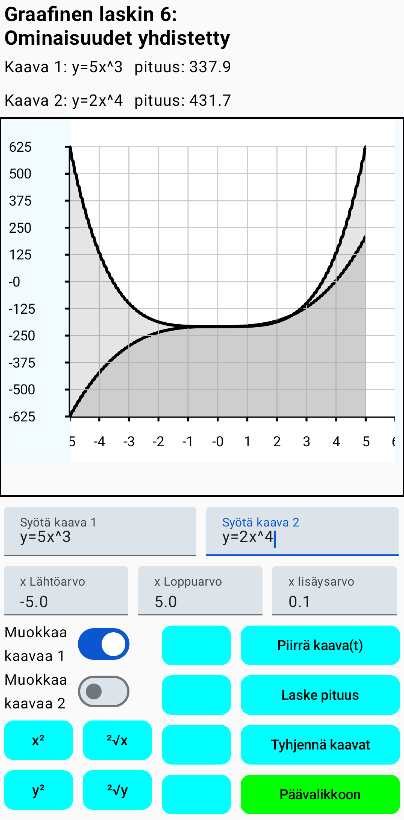 Graafinen laskin 6:
Ominaisuudet yhdistetty
Kaava 1: y=5x^3 pituus: 337.9
Kaava 2: y=2x^4 pituus: 431.7
625
500
375
250
125
-0
-125
-250
-375
-500
-625
5 -4 -3 -2 -1 -0 1 2 3 4 5 6
Syötä kaava 1
y=5x^3
Syötä kaava 2
y=2x^4
x Lähtöarvo
-5.0
x Loppuarvo
5.0
x lisäysarvo
0.1
Muokkaa
kaavaa 1
Muokkaa
kaavaa 2
Piirrä kaava(t)
Laske pituus
Tyhjennä kaavat
Päävalikkoon
x² ²√x
y² ²√y